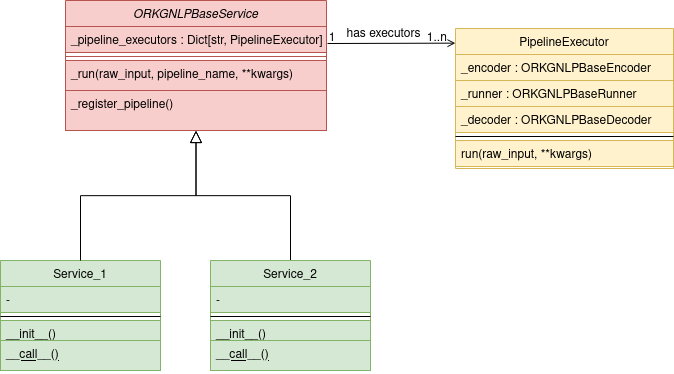 ORKGNLPBaseService
_pipeline_executors : Dict[str, PipelineExecutor]
_run(raw_input, pipeline_name, **kwargs)
_register_pipeline()
1 has executors 1..n
PipelineExecutor
_encoder : ORKGNLPBaseEncoder
_runner : ORKGNLPBaseRunner
_decoder : ORKGNLPBaseDecoder
run(raw_input, **kwargs)
Service_1
-
__init__()
__call__()
Service_2
-
__init__()
__call__()